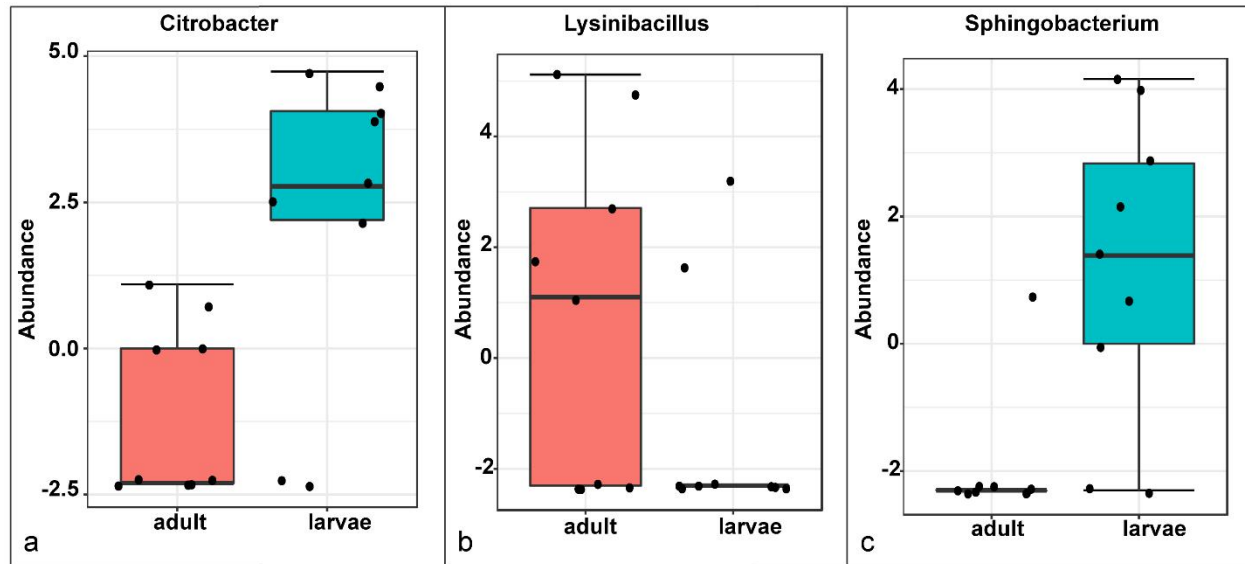 Citrobacter
Abundance
5.0
2.5
0.0
-2.5
adult larvae
a
Lysinibacillus
Abundance
4
2
0
-2
adult larvae
b
Sphingobacterium
Abundance
4
2
0
-2
adult larvae
c